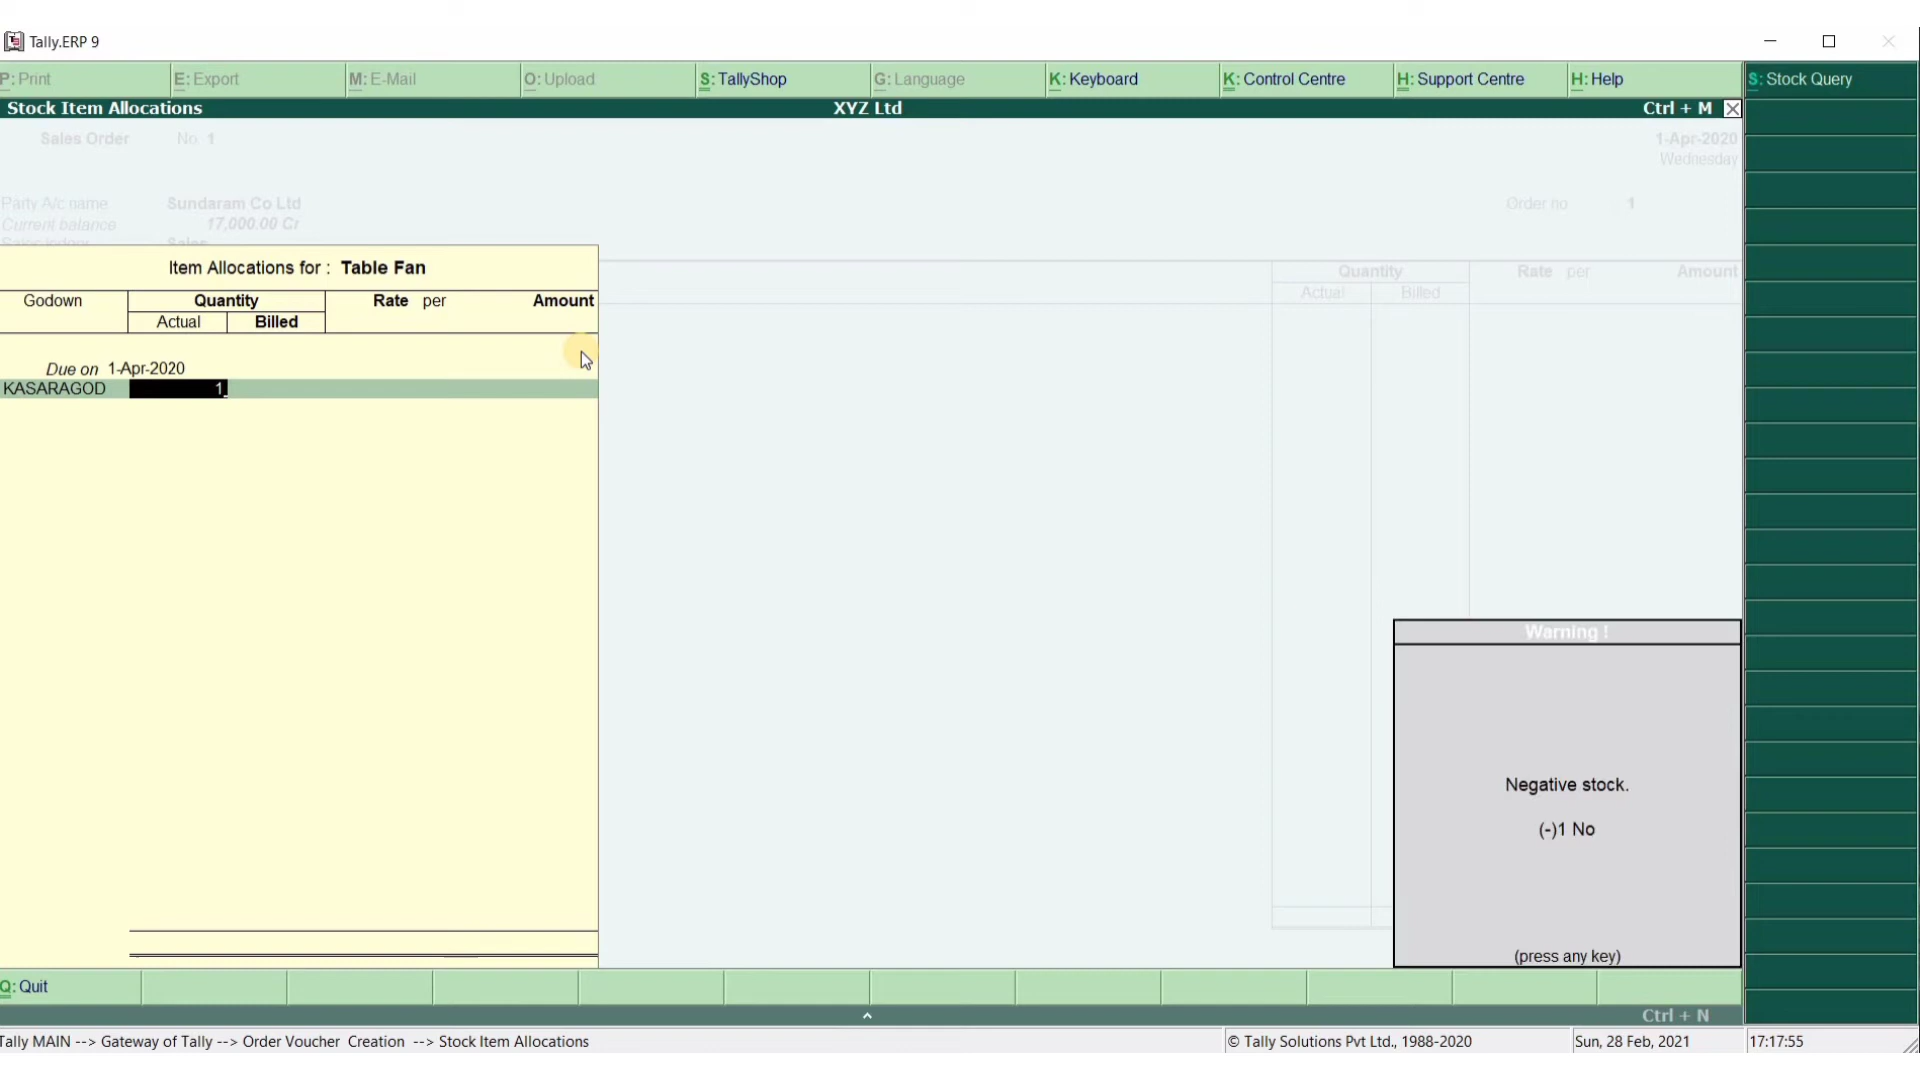 Tally.ERP 9
P: Print E: Export M: E-Mail O: Upload S: TallyShop G: Language K: Keyboard K: Control Centre H: Support Centre H: Help S: Stock Query
Stock Item Allocations XYZ Ltd Ctrl + M
Sales Order No. 1 1-Apr-2020
Wednesday
Party A/c name Sundaram Co Ltd Order no : 1
Current balance 17,000.00 Cr
Sales ledger Sales
Item Allocations for : Table Fan
Quantity Rate per Amount
Actual Billed
Godown Quantity Rate per Amount
Actual Billed
Due on 1-Apr-2020
KASARAGOD 1
Warning !
Negative stock.
(-)1 No
(press any key)
Q: Quit
Ctrl + N
Tally MAIN --> Gateway of Tally --> Order Voucher Creation --> Stock Item Allocations © Tally Solutions Pvt Ltd., 1988-2020 Sun, 28 Feb, 2021 17:17:55